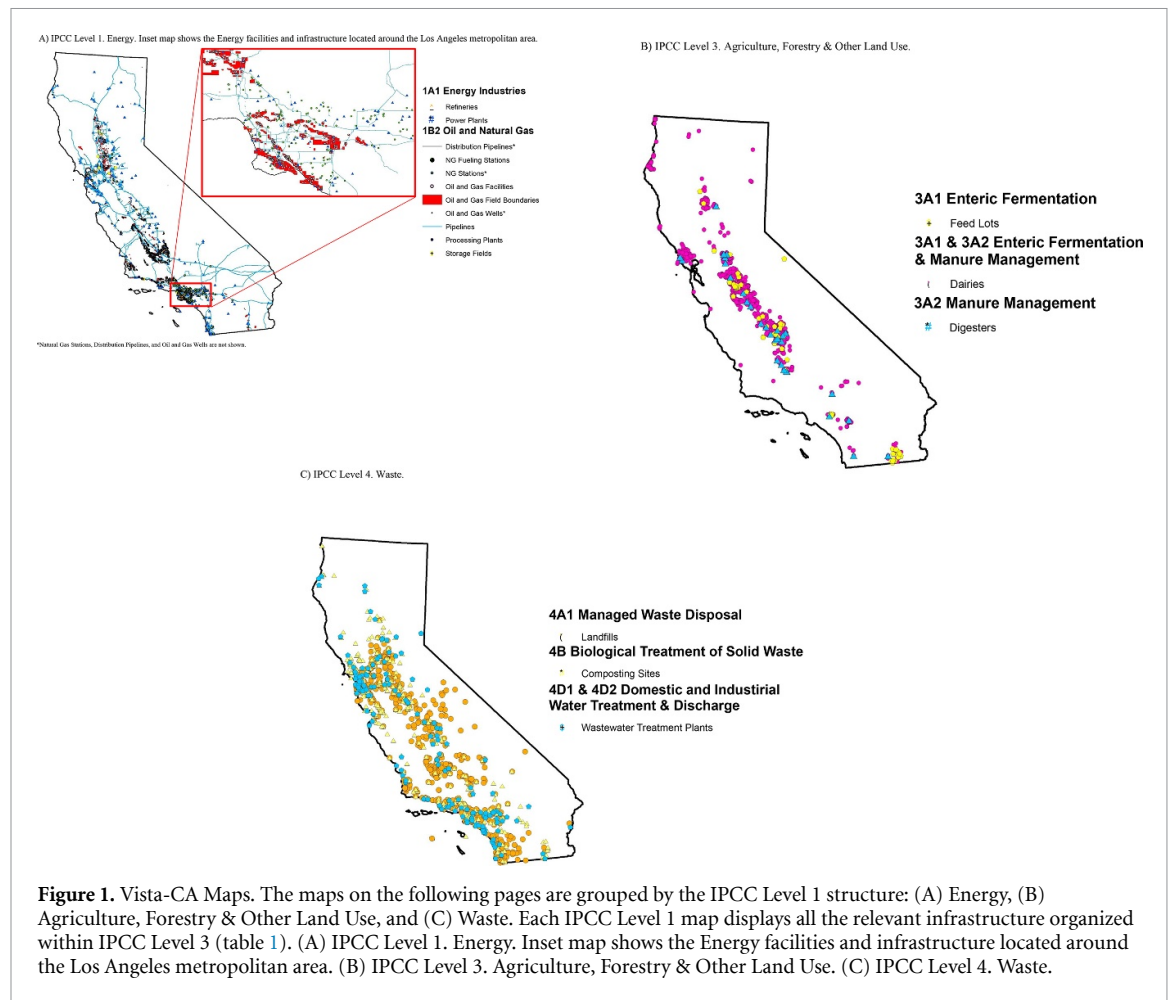 A) IPCC Level 1. Energy. Inset map shows the Energy facilities and infrastructure located around the Los Angeles metropolitan area.
1A1 Energy Industries
Refineries
Power Plants
1B2 Oil and Natural Gas
Distribution Pipelines*
NG Fueling Stations
NG Stations*
Oil and Gas Facilities
Oil and Gas Field Boundaries
Oil and Gas Wells*
Pipelines
Processing Plants
Storage Fields
*Natural Gas Stations, Distribution Pipelines, and Oil and Gas Wells are not shown.
B) IPCC Level 3. Agriculture, Forestry & Other Land Use.
3A1 Enteric Fermentation
Feed Lots
3A1 & 3A2 Enteric Fermentation
& Manure Management
Dairies
3A2 Manure Management
Digesters
C) IPCC Level 4. Waste.
4A1 Managed Waste Disposal
Landfills
4B Biological Treatment of Solid Waste
Composting Sites
4D1 & 4D2 Domestic and Industirial
Water Treatment & Discharge
Wastewater Treatment Plants
Figure 1. Vista-CA Maps. The maps on the following pages are grouped by the IPCC Level 1 structure: (A) Energy, (B)
Agriculture, Forestry & Other Land Use, and (C) Waste. Each IPCC Level 1 map displays all the relevant infrastructure organized
within IPCC Level 3 (table 1). (A) IPCC Level 1. Energy. Inset map shows the Energy facilities and infrastructure located around
the Los Angeles metropolitan area. (B) IPCC Level 3. Agriculture, Forestry & Other Land Use. (C) IPCC Level 4. Waste.